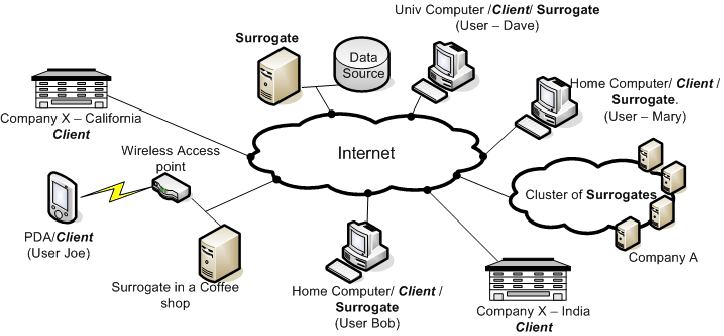 Univ Computer /Client/ Surrogate
(User – Dave)
Surrogate
Data
Source
Home Computer/ Client /
Surrogate.
(User – Mary)
Company X – California
Client
Wireless Access
point
Internet
Cluster of Surrogates
PDA/Client
(User Joe)
Company A
Surrogate in a Coffee
shop
Home Computer/ Client /
Surrogate
(User Bob)
Company X – India
Client